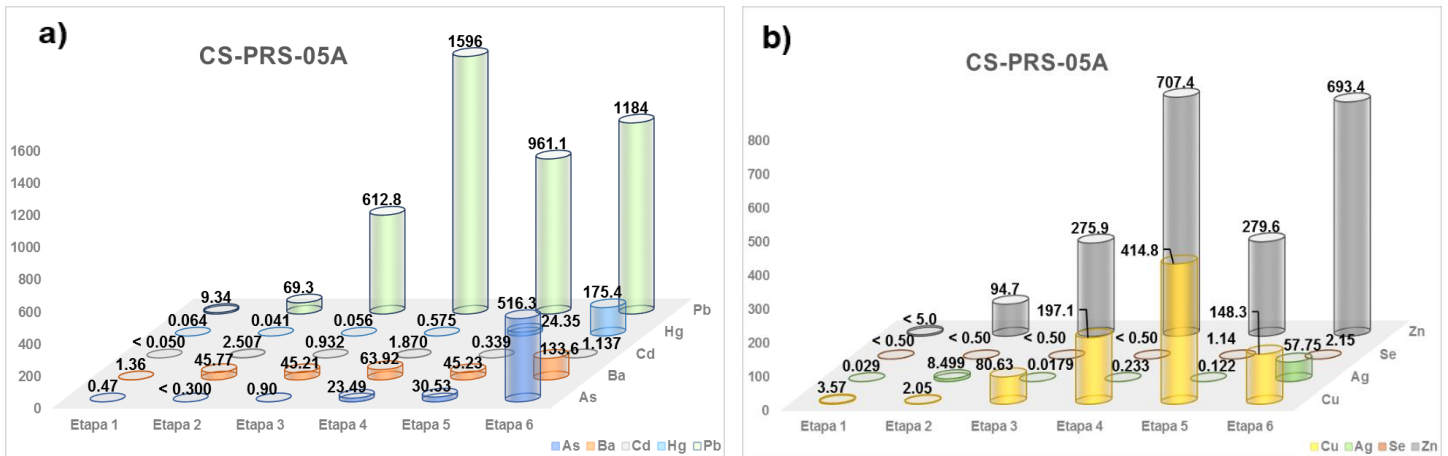 a)
CS-PRS-05A
1600
1400
1200
1000
800
600
400
200
0
9.34 69.3 612.8 1596 961.1 1184
0.064 0.041 0.056 0.575 24.35 175.4
< 0.050 2.507 0.932 1.870 0.339 1.137
1.36 45.77 45.21 63.92 45.23 133.6
0.47 < 0.300 0.90 23.49 30.53 516.3
Pb
Hg
Cd
Ba
As
Etapa 1 Etapa 2 Etapa 3 Etapa 4 Etapa 5 Etapa 6
As Ba Cd Hg Pb
b)
CS-PRS-05A
800
700
600
500
400
300
200
100
0
< 5.0 94.7 275.9 707.4 279.6 693.4
< 0.50 < 0.50 < 0.50 < 0.50 1.14 2.15
0.029 8.499 0.0179 0.233 0.122 57.75
3.57 2.05 80.63 197.1 414.8 148.3
Zn
Se
Ag
Cu
Etapa 1 Etapa 2 Etapa 3 Etapa 4 Etapa 5 Etapa 6
Cu Ag Se Zn